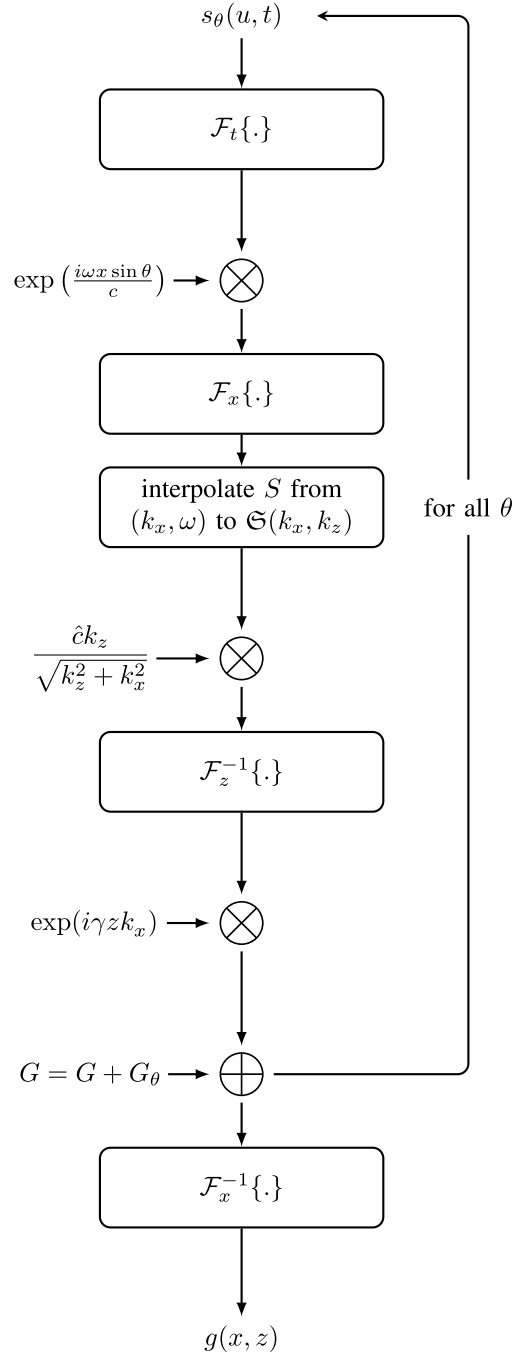 s_θ(u, t)
ℱ_t{.}
exp (iωx sin θ / c)
ℱ_x{.}
interpolate S from
(k_x, ω) to 𝔖(k_x, k_z)
ĉk_z / √(k_z^2 + k_x^2)
for all θ
ℱ_z^{-1}{.}
exp(iγzk_x)
G = G + G_θ
ℱ_x^{-1}{.}
g(x, z)